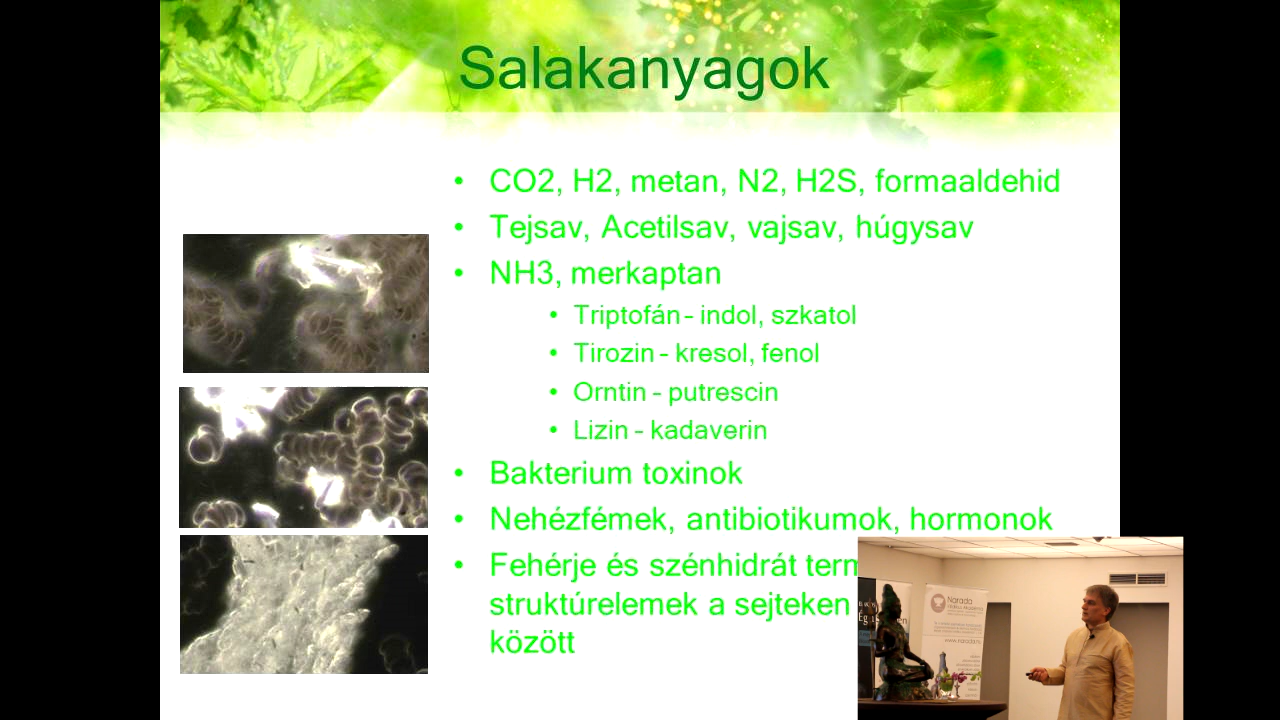 Salakanyagok
• CO2, H2, metan, N2, H2S, formaaldehid
• Tejsav, Acetilsav, vajsav, húgysav
• NH3, merkaptan
• Triptofán – indol, szkatol
• Tirozin – kresol, fenol
• Orntin – putrescin
• Lizin – kadaverin
• Bakterium toxinok
• Nehézfémek, antibiotikumok, hormonok
• Fehérje és szénhidrát term
struktúrelemek a sejteken
között
Narada